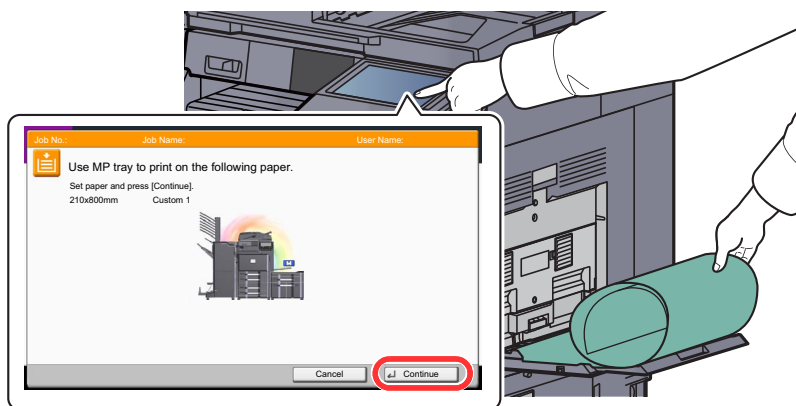 Job No.: Job Name: User Name:
Use MP tray to print on the following paper.
Set paper and press [Continue].
210x800mm Custom 1
Cancel Continue